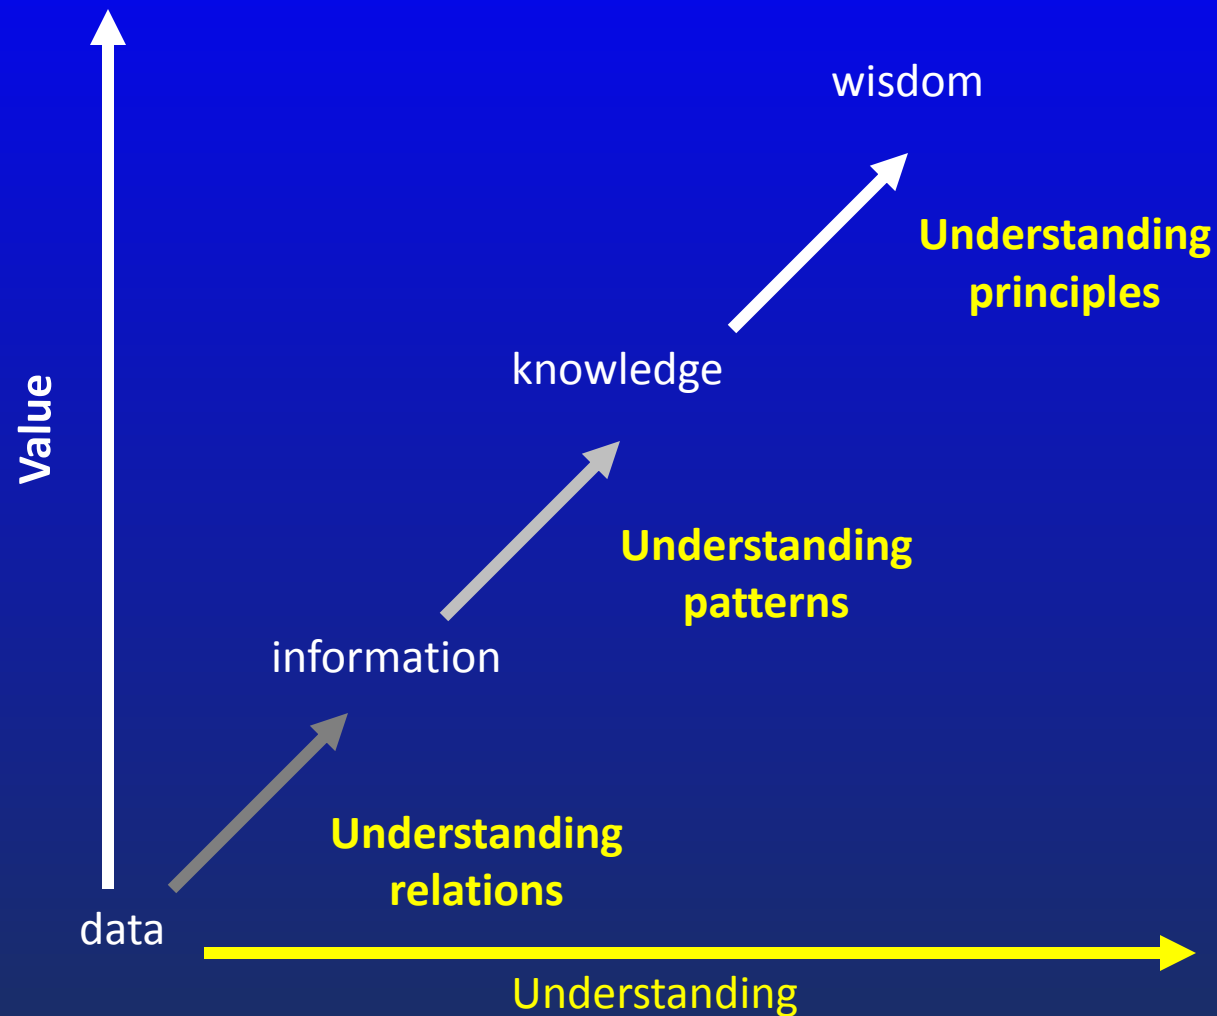 wisdom
Understanding
principles
knowledge
Value
Understanding
patterns
information
Understanding
relations
data
Understanding